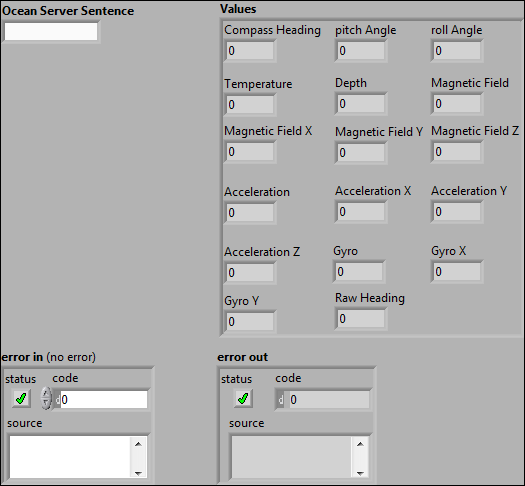 Ocean Server Sentence
Values
Compass Heading pitch Angle roll Angle
0 0 0
Temperature Depth Magnetic Field
0 0 0
Magnetic Field X Magnetic Field Y Magnetic Field Z
0 0 0
Acceleration Acceleration X Acceleration Y
0 0 0
Acceleration Z Gyro Gyro X
0 0 0
Gyro Y Raw Heading
0 0
error in (no error)
status code
d 0
source
error out
status code
d 0
source